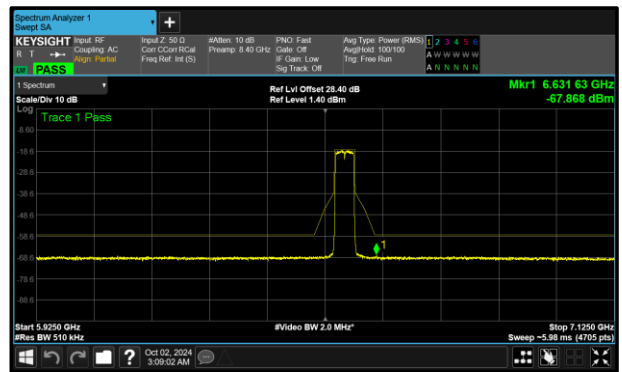 Spectrum Analyzer 1
Swept SA
+
KEYSIGHT
R T
LM PASS
Input: RF
Coupling: AC
Align: Partial
Input Z: 50 Ω
Corr CCorr RCal
Freq Ref: Int (S)
#Atten: 10 dB
Preamp: 8.40 GHz
PNO: Fast
Gate: Off
IF Gain: Low
Sig Track: Off
Avg Type: Power (RMS)
Avg|Hold: 100/100
Trig: Free Run
1 2 3 4 5 6
A W W W W W
A N N N N N
1 Spectrum
Scale/Div 10 dB
Ref Lvl Offset 28.40 dB
Ref Level 1.40 dBm
Mkr1 6.631 63 GHz
-67.868 dBm
Log
Trace 1 Pass
-8.60
-18.6
-28.6
-38.6
-48.6
-58.6
1
-68.6
-78.6
-88.6
Start 5.9250 GHz
#Video BW 2.0 MHz*
Stop 7.1250 GHz
#Res BW 510 kHz
Sweep ~5.98 ms (4705 pts)
?
Oct 02, 2024
3:09:02 AM